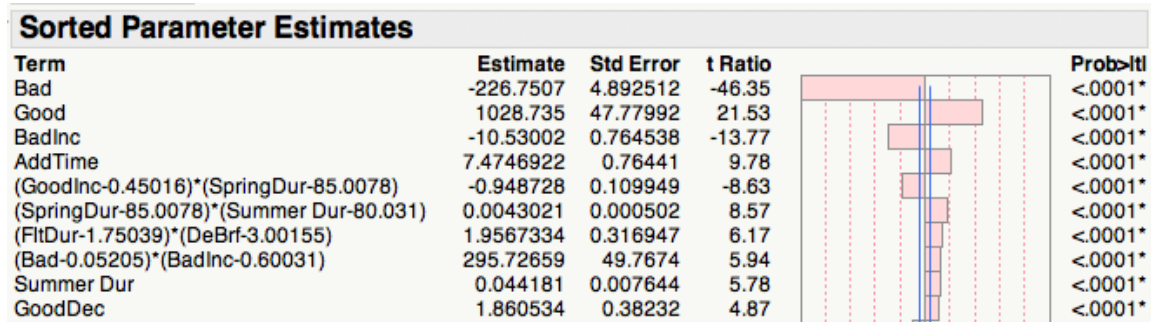 Sorted Parameter Estimates
Term Estimate Std Error t Ratio Prob>|t|
Bad -226.7507 4.892512 -46.35 <.0001*
Good 1028.735 47.77992 21.53 <.0001*
BadInc -10.53002 0.764538 -13.77 <.0001*
AddTime 7.4746922 0.76441 9.78 <.0001*
(GoodInc-0.45016)*(SpringDur-85.0078) -0.948728 0.109949 -8.63 <.0001*
(SpringDur-85.0078)*(Summer Dur-80.031) 0.0043021 0.000502 8.57 <.0001*
(FltDur-1.75039)*(DeBrf-3.00155) 1.9567334 0.316947 6.17 <.0001*
(Bad-0.05205)*(BadInc-0.60031) 295.72659 49.7674 5.94 <.0001*
Summer Dur 0.044181 0.007644 5.78 <.0001*
GoodDec 1.860534 0.38232 4.87 <.0001*